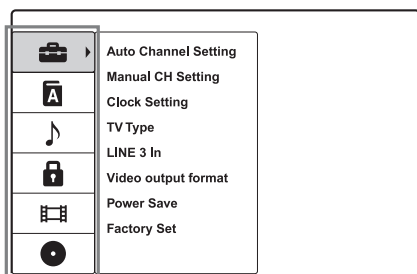 Auto Channel Setting
Manual CH Setting
A
Clock Setting
TV Type
LINE 3 In
Video output format
Power Save
Factory Set